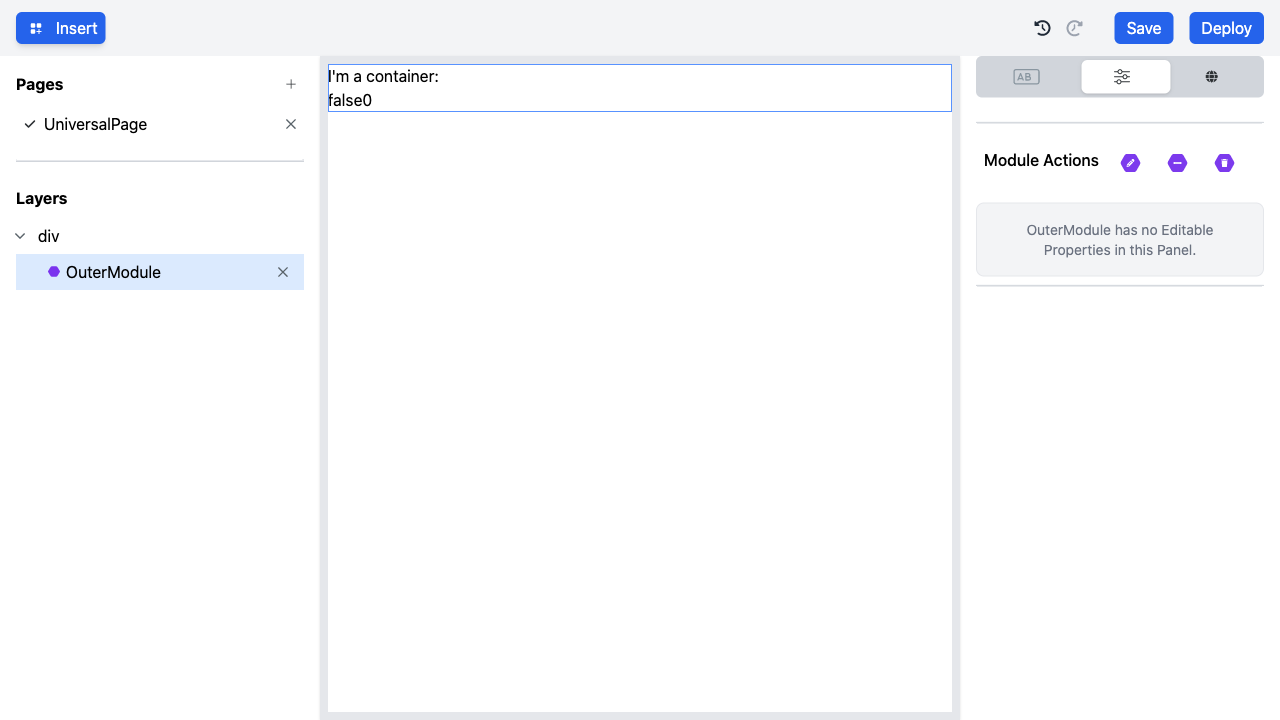 Insert
Save
Deploy
Pages
UniversalPage
Layers
div
OuterModule
I'm a container:
false0
AB
Module Actions
OuterModule has no Editable
Properties in this Panel.